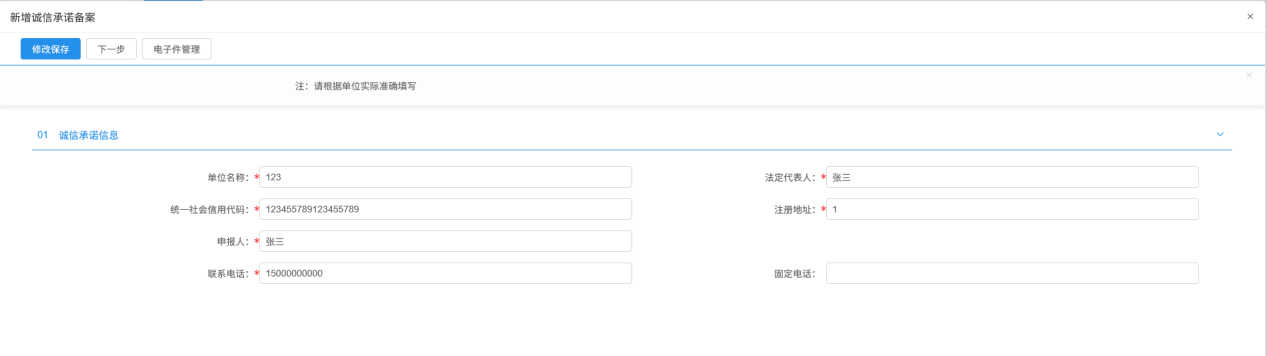 新增诚信承诺备案 ×
修改保存 下一步 电子件管理
注：请根据单位实际准确填写 ×
01 诚信承诺信息
单位名称：* 123 法定代表人：* 张三
统一社会信用代码：* 123455789123455789 注册地址：* 1
申报人：* 张三
联系电话：* 15000000000 固定电话：